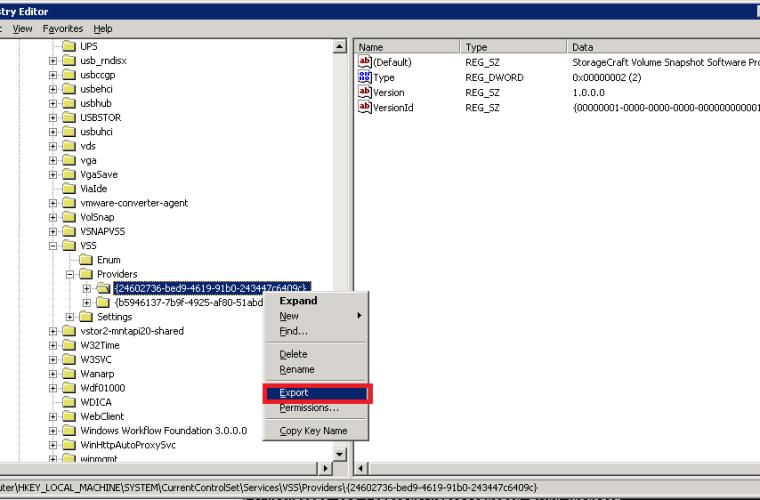 stry Editor
View Favorites Help
UPS
usb_rndisx
usbccgp
usbehci
usbhub
USBSTOR
usbuhci
vds
vga
VgaSave
ViaIde
vmware-converter-agent
VolSnap
VSNAPVSS
VSS
Enum
Providers
{24602736-bed9-4619-91b0-243447c6409c}
{b5946137-7b9f-4925-af80-51abd
Settings
vstor2-mntapi20-shared
W32Time
W3SVC
Wanarp
Wdf01000
WDICA
WebClient
Windows Workflow Foundation 3.0.0.0
WinHttpAutoProxySvc
winmgmt
Expand
New
Find...
Delete
Rename
Export
Permissions...
Copy Key Name
Name Type Data
(Default) REG_SZ StorageCraft Volume Snapshot Software Pro
Type REG_DWORD 0x00000002 (2)
Version REG_SZ 1.0.0.0
VersionId REG_SZ {00000001-0000-0000-0000-000000000001
uter\HKEY_LOCAL_MACHINE\SYSTEM\CurrentControlSet\Services\VSS\Providers\{24602736-bed9-4619-91b0-243447c6409c}